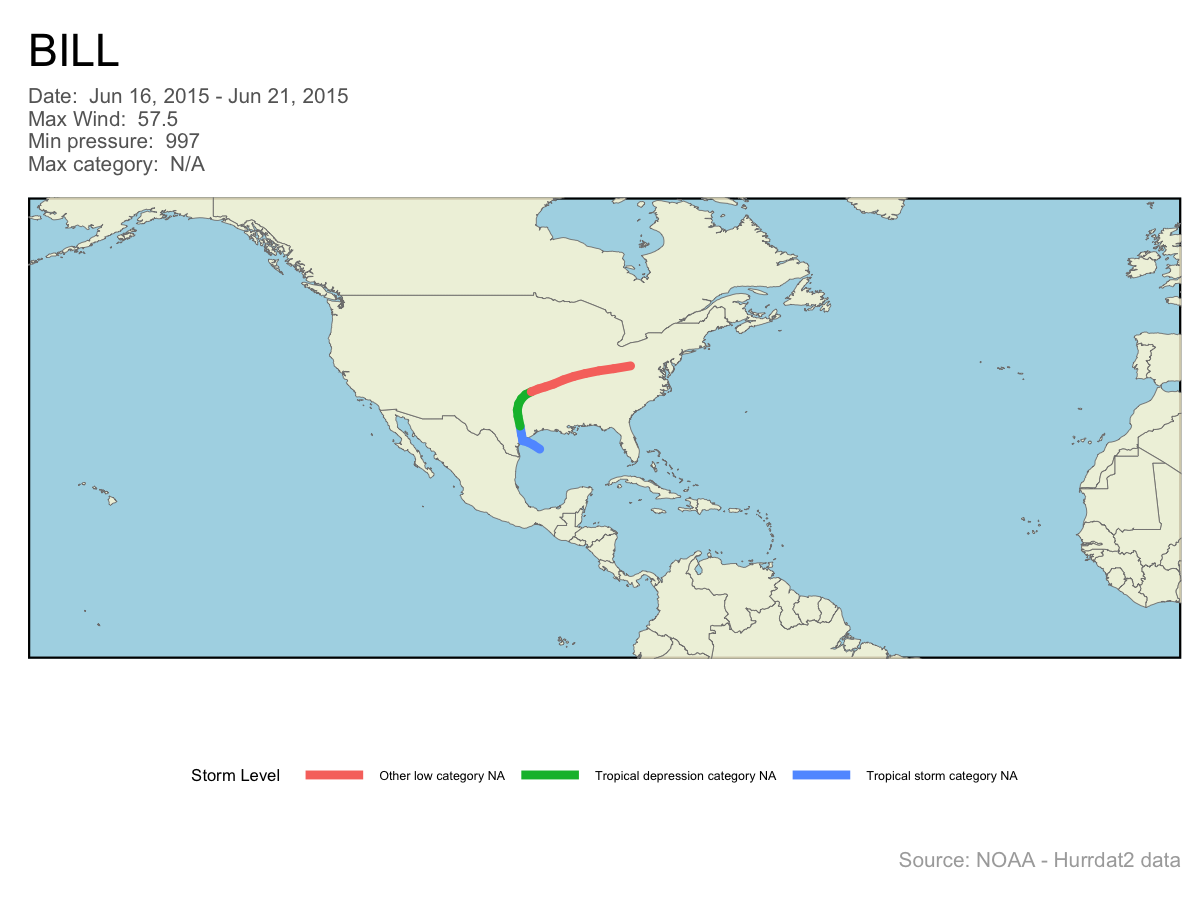 BILL
Date:  Jun 16, 2015 - Jun 21, 2015
Max Wind:  57.5
Min pressure:  997
Max category:  N/A
Storm Level
Other low category NA
Tropical depression category NA
Tropical storm category NA
Source: NOAA - Hurrdat2 data